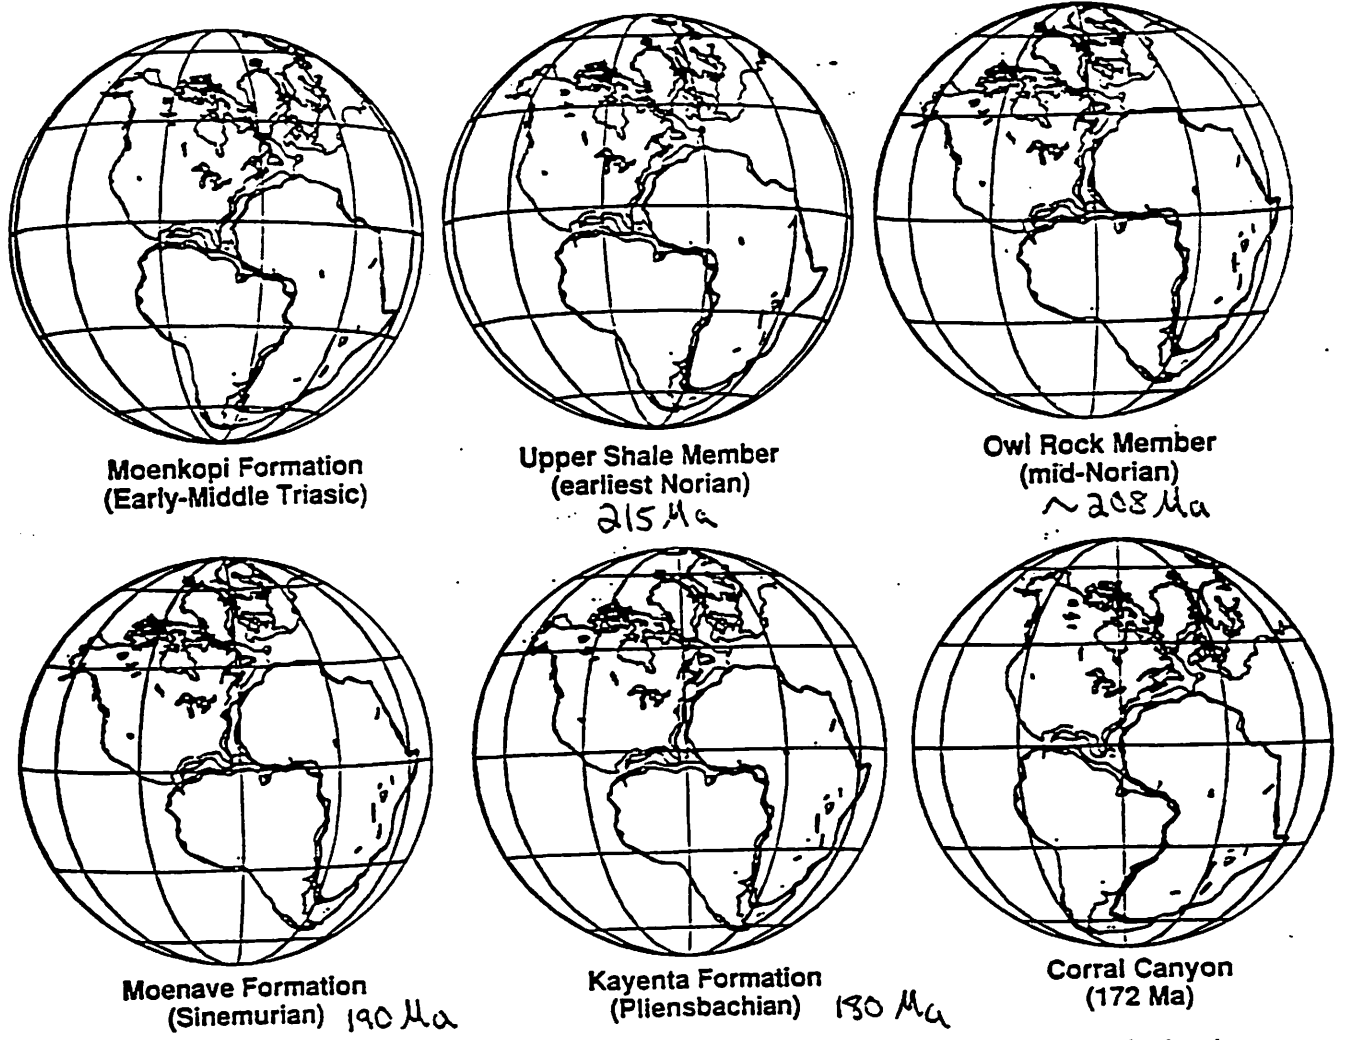 Moenkopi Formation
(Early-Middle Triasic)
Upper Shale Member
(earliest Norian)
215 Ma
Owl Rock Member
(mid-Norian)
~208 Ma
Moenave Formation
(Sinemurian) 190 Ma
Kayenta Formation
(Pliensbachian) 180 Ma
Corral Canyon
(172 Ma)